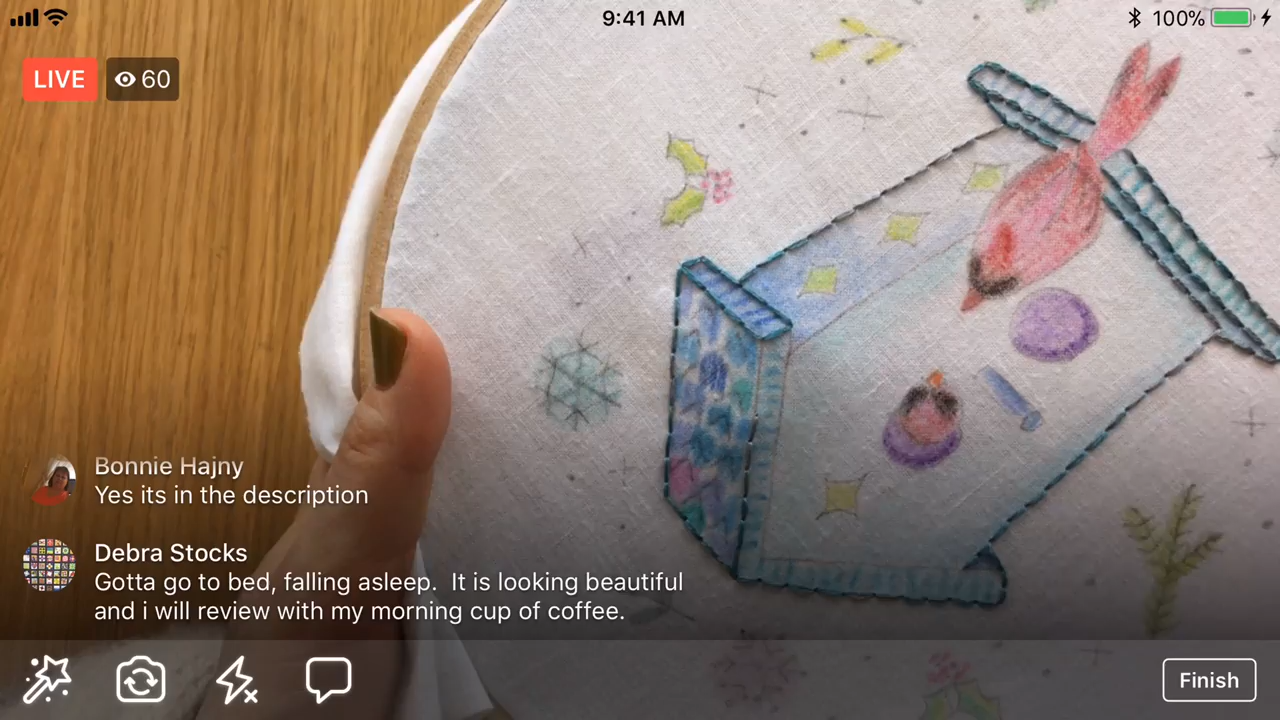 9:41 AM
100%
LIVE
60
Bonnie Hajny
Yes its in the description
Debra Stocks
Gotta go to bed, falling asleep. It is looking beautiful
and i will review with my morning cup of coffee.
Finish